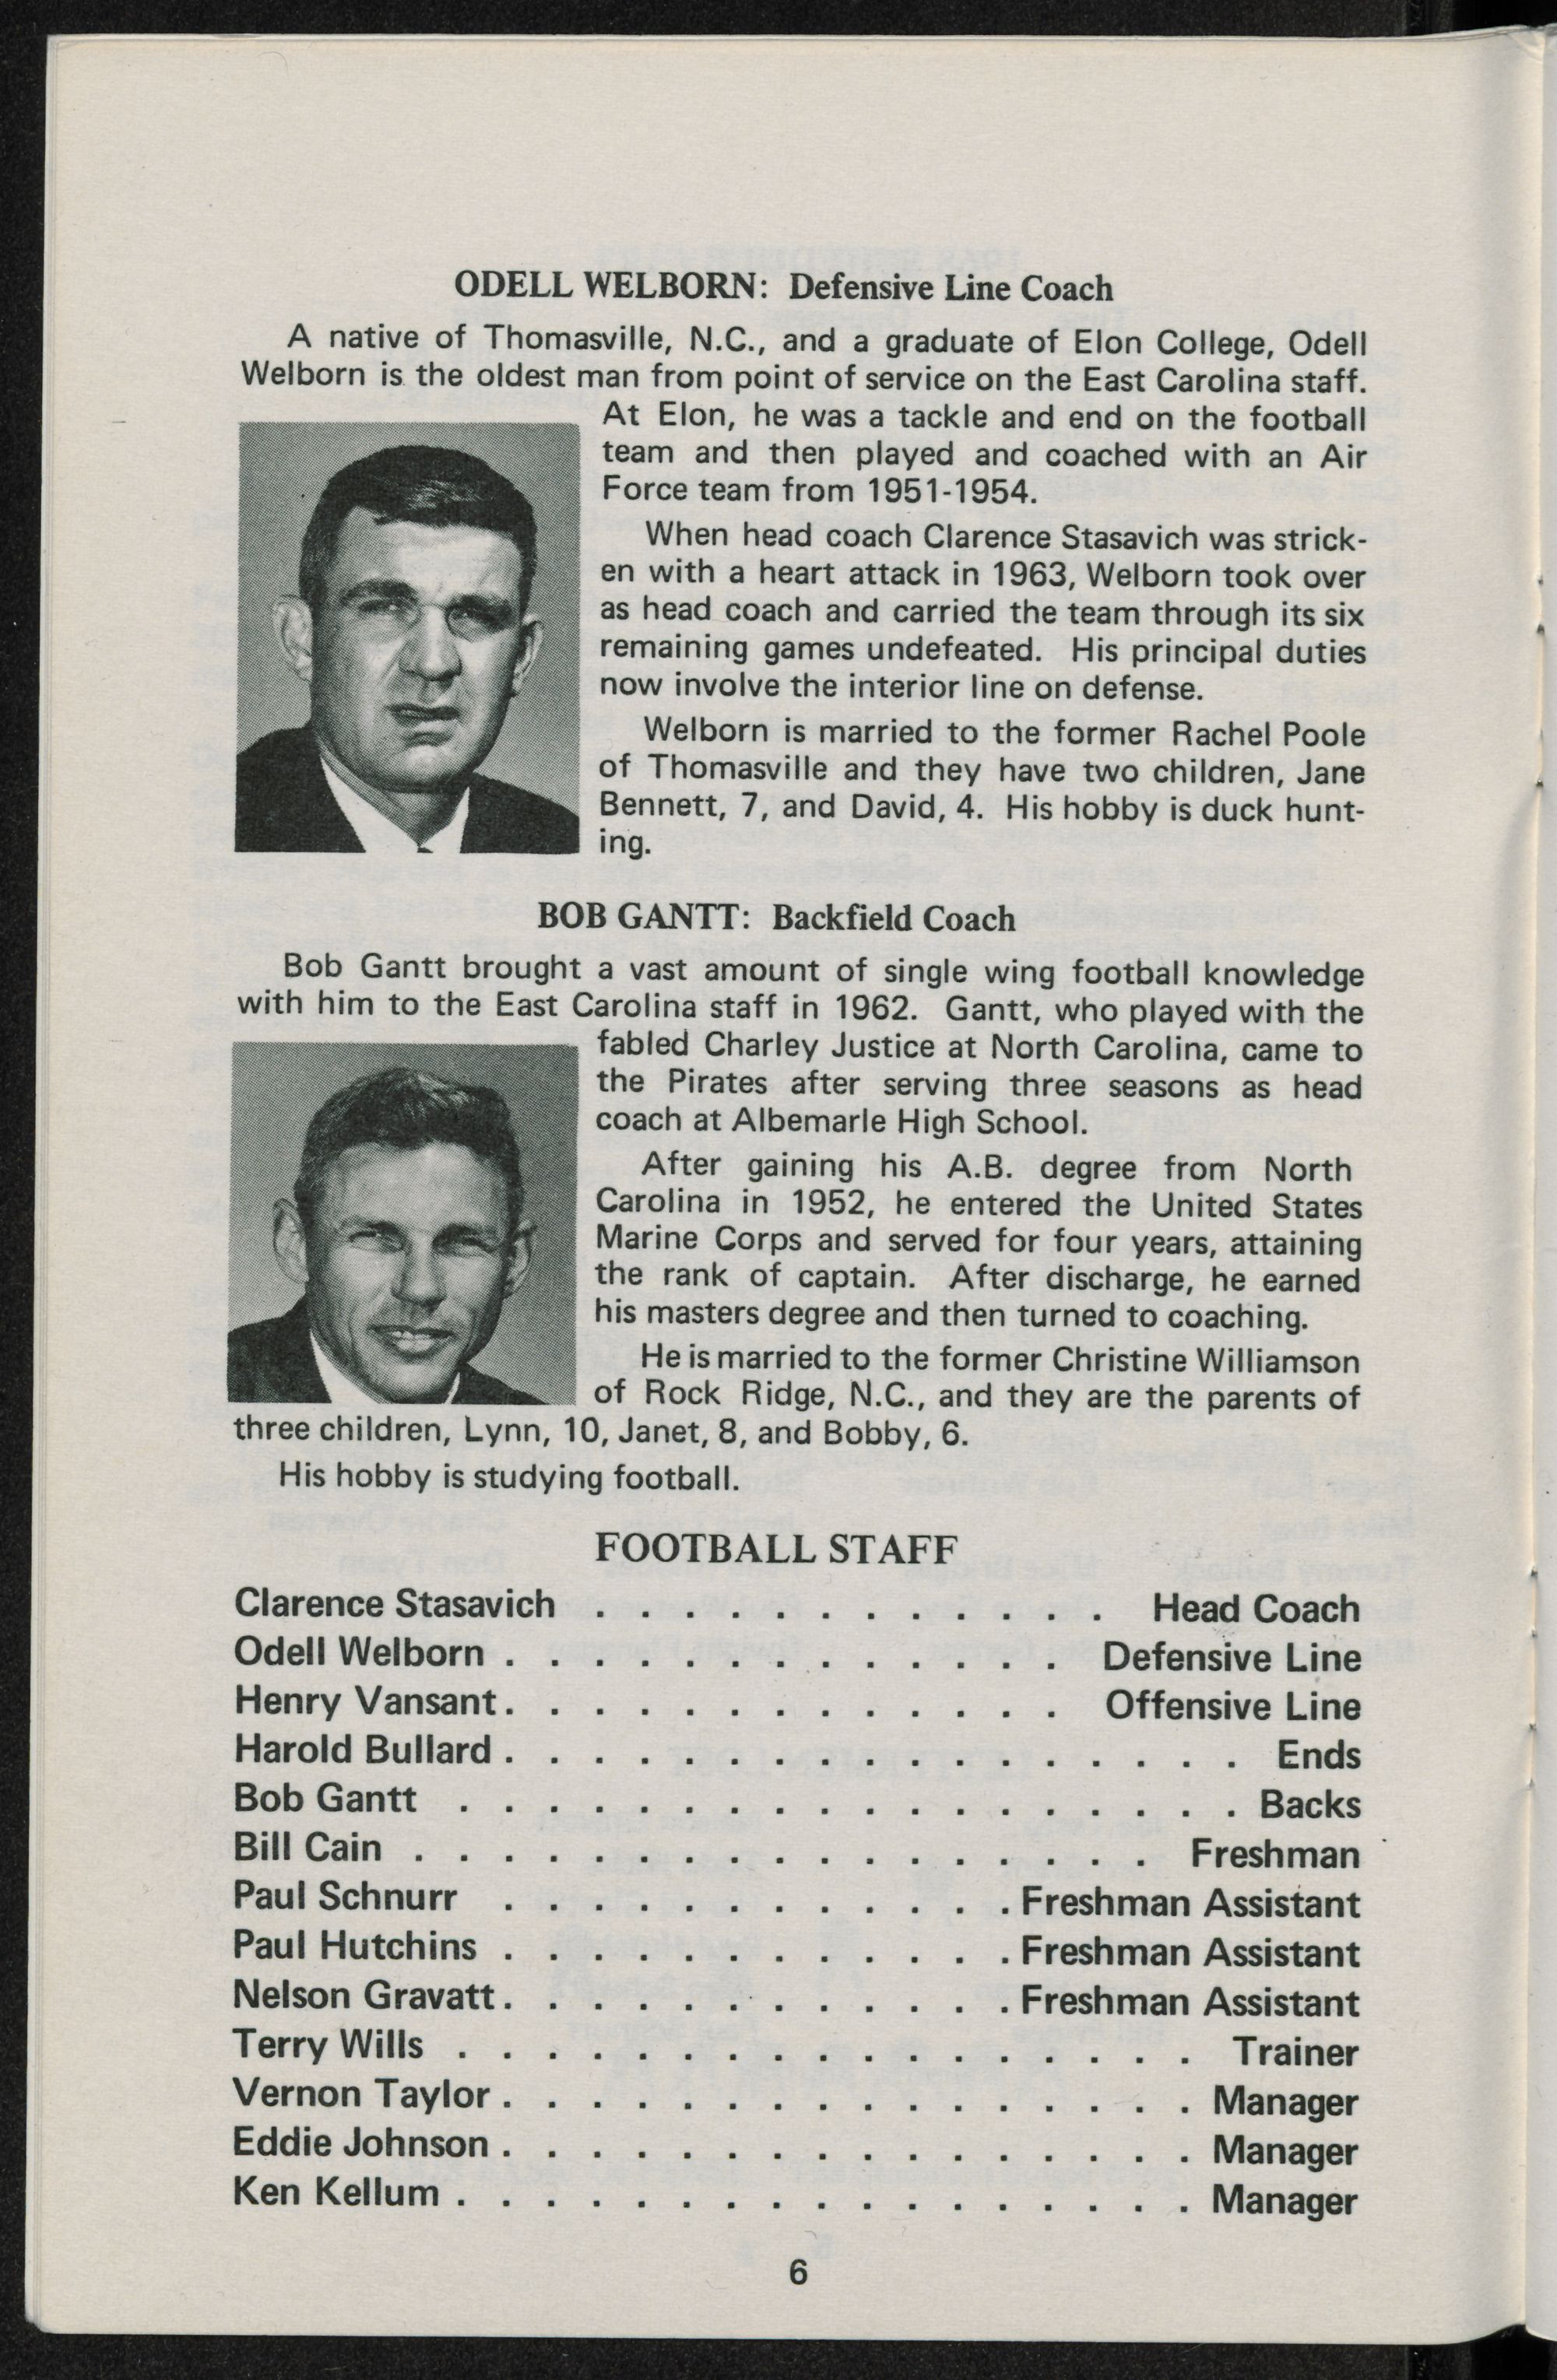 ODELL WELBORN: Defensive Line Coach
A native of Thomasville, N.C., and a graduate of Elon College, Odell
Welborn is the oldest man from point of service on the East Carolina staff.
At Elon, he was a tackle and end on the football
team and then played and coached with an Air
Force team from 1951-1954.
When head coach Clarence Stasavich was strick-
en with a heart attack in 1963, Welborn took over
as head coach and carried the team through its six
remaining games undefeated. His principal duties
now involve the interior line on defense.
Welborn is married to the former Rachel Poole
of Thomasville and they have two children, Jane
Bennett, 7, and David, 4. His hobby is duck hunt-
ing.
BOB GANTT: Backfield Coach
Bob Gantt brought a vast amount of single wing football knowledge
with him to the East Carolina staff in 1962. Gantt, who played with the
fabled Charley Justice at North Carolina, came to
the Pirates after serving three seasons as head
coach at Albemarle High School.
After gaining his A.B. degree from North
Carolina in 1952, he entered the United States
Marine Corps and served for four years, attaining
the rank of captain. After discharge, he earned
his masters degree and then turned to coaching.
He is married to the former Christine Williamson
of Rock Ridge, N.C., and they are the parents of
three children, Lynn, 10, Janet, 8, and Bobby, 6.
His hobby is studying football.
FOOTBALL STAFF
Clarence Stasavich . . . . . . . . . . . . Head Coach
Odell Welborn . . . . . . . . . . . . . Defensive Line
Henry Vansant . . . . . . . . . . . . . Offensive Line
Harold Bullard . . . . . . . . . . . . . . . . . Ends
Bob Gantt . . . . . . . . . . . . . . . . . . Backs
Bill Cain . . . . . . . . . . . . . . . . . Freshman
Paul Schnurr . . . . . . . . . . . . Freshman Assistant
Paul Hutchins . . . . . . . . . . . . Freshman Assistant
Nelson Gravatt . . . . . . . . . . . . Freshman Assistant
Terry Wills . . . . . . . . . . . . . . . . . Trainer
Vernon Taylor . . . . . . . . . . . . . . . . Manager
Eddie Johnson . . . . . . . . . . . . . . . . Manager
Ken Kellum . . . . . . . . . . . . . . . . . Manager
6